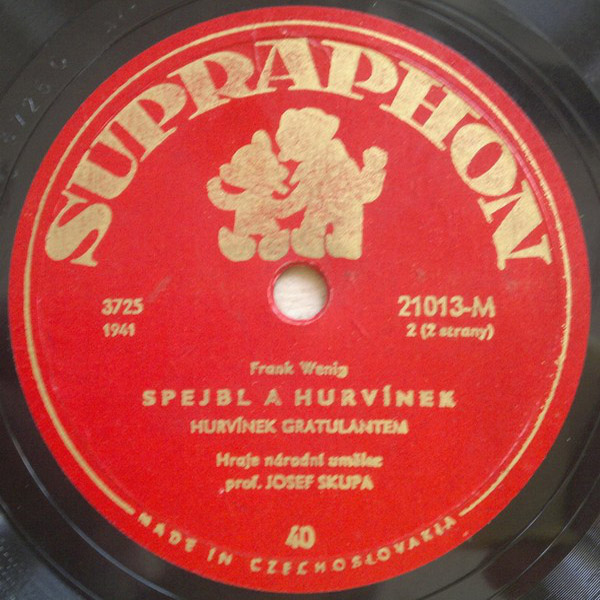 SUPRAPHON
3725
1941
21013-M
2 (2 strany)
Frank Wenig
SPEJBL A HURVÍNEK
HURVÍNEK GRATULANTEM
Hraje národní umělec
prof. JOSEF SKUPA
40
MADE IN CZECHOSLOVAKIA